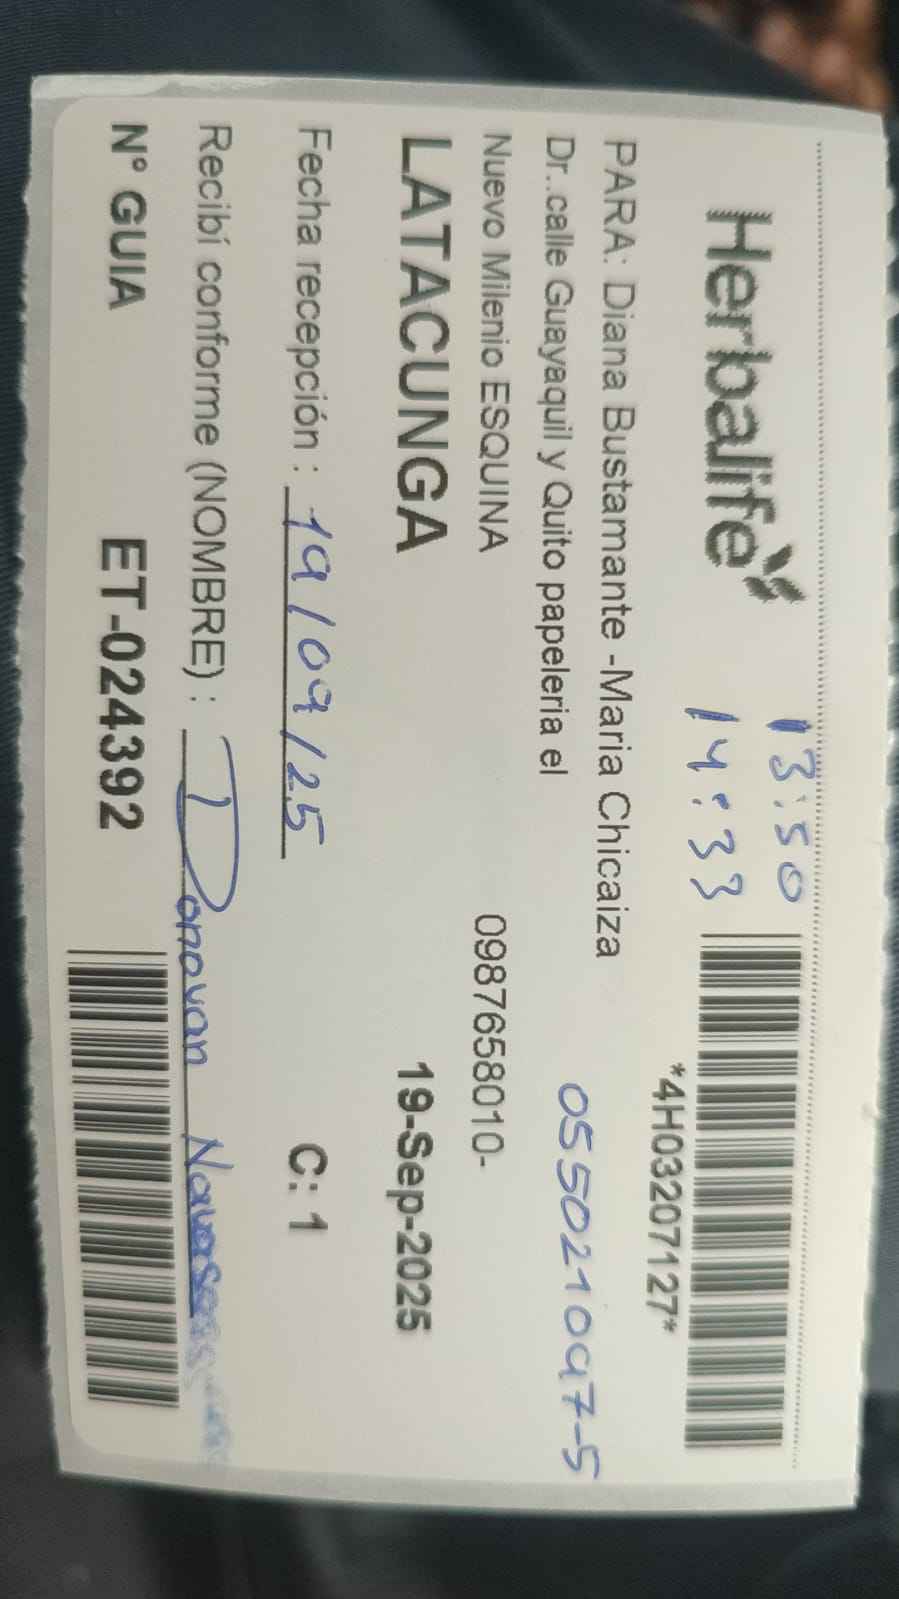 Herbalife
13:50
14:33
*4H03207127*
PARA: Diana Bustamante -Maria Chicaiza
Dr..calle Guayaquil y Quito papeleria el
055021097-5
Nuevo Milenio ESQUINA 0987658010-
LATACUNGA 19-Sep-2025
Fecha recepción : 19/09/25 C: 1
Recibí conforme (NOMBRE) : Donovan
N° GUIA ET-024392